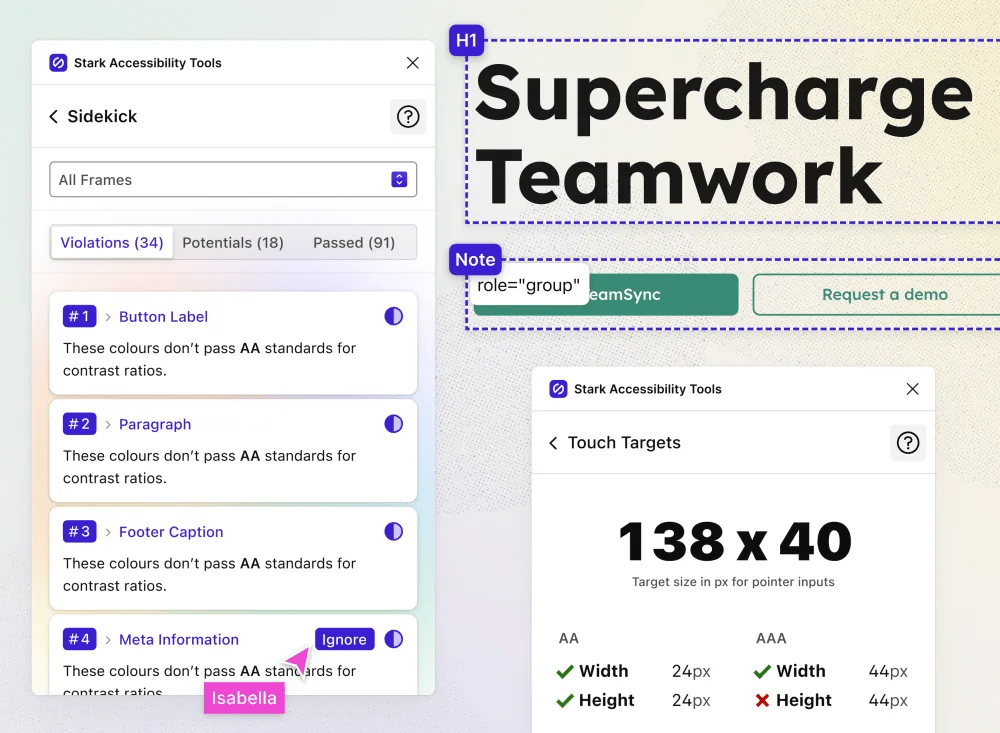 Stark Accessibility Tools
Sidekick
All Frames
Violations (34) Potentials (18) Passed (91)
#1 Button Label
These colours don’t pass AA standards for
contrast ratios.
#2 Paragraph
These colours don’t pass AA standards for
contrast ratios.
#3 Footer Caption
These colours don’t pass AA standards for
contrast ratios.
#4 Meta Information Ignore
These colours don’t pass AA standards for
contrast ratios.
Isabella
H1
Supercharge
Teamwork
Note
role="group"
eamSync
Request a demo
Stark Accessibility Tools
Touch Targets
138 x 40
Target size in px for pointer inputs
AA AAA
Width 24px Width 44px
Height 24px Height 44px